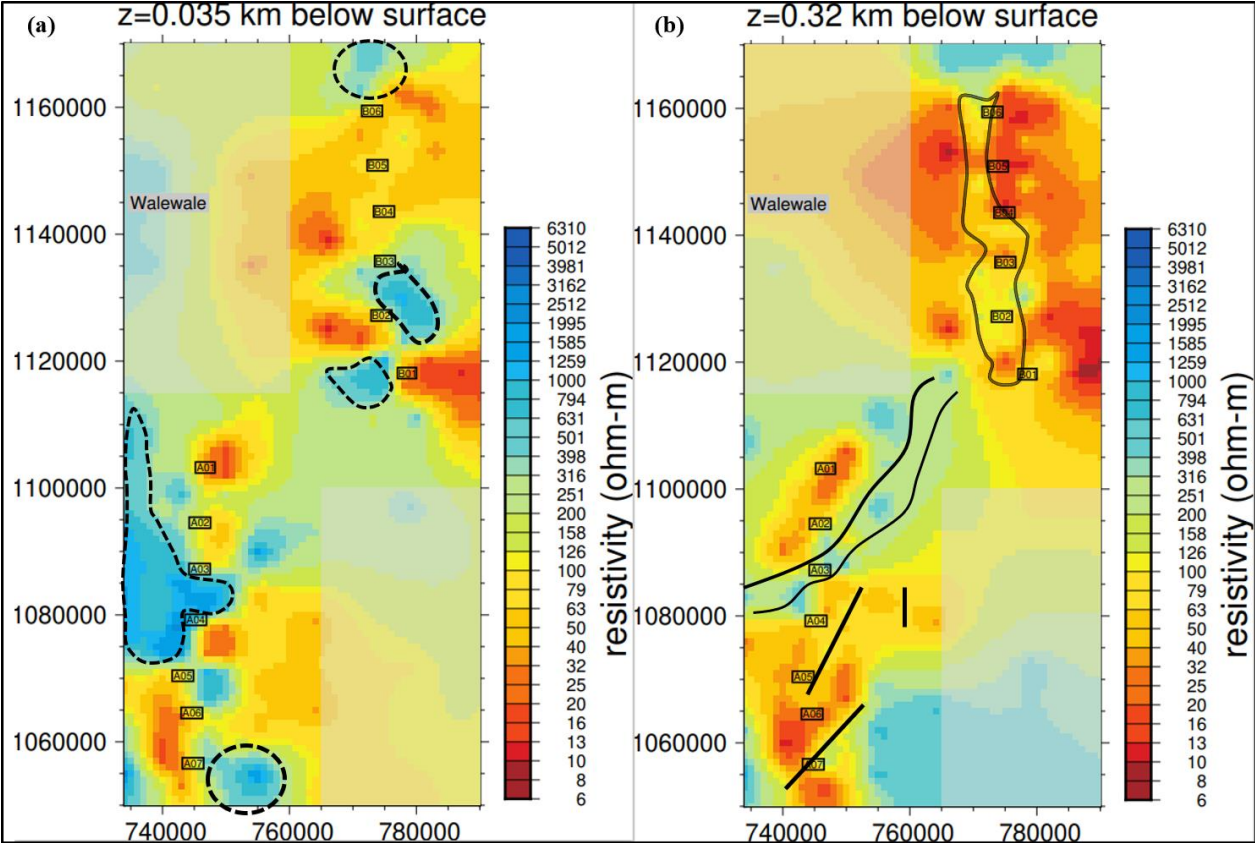 (a)
z=0.035 km below surface
1160000
1140000
1120000
1100000
1080000
1060000
740000
760000
780000
Walewale
B06
B05
B04
B03
B02
B01
A01
A02
A03
A04
A05
A06
A07
6310
5012
3981
3162
2512
1995
1585
1259
1000
794
631
501
398
316
251
200
158
126
100
79
63
50
40
32
25
20
16
13
10
8
6
resistivity (ohm-m)
(b)
z=0.32 km below surface
1160000
1140000
1120000
1100000
1080000
1060000
740000
760000
780000
Walewale
B06
B05
B04
B03
B02
B01
A01
A02
A03
A04
A05
A06
A07
6310
5012
3981
3162
2512
1995
1585
1259
1000
794
631
501
398
316
251
200
158
126
100
79
63
50
40
32
25
20
16
13
10
8
6
resistivity (ohm-m)